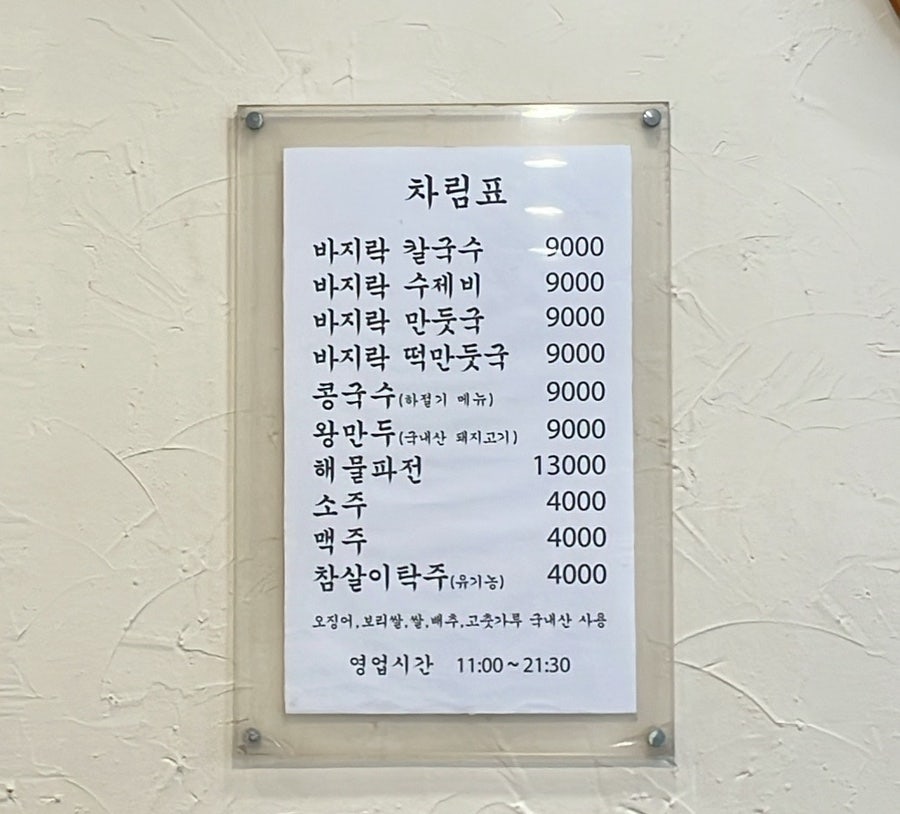 차림표
바지락 칼국수 9000
바지락 수제비 9000
바지락 만둣국 9000
바지락 떡만둣국 9000
콩국수(하절기 메뉴) 9000
왕만두(국내산 돼지고기) 9000
해물파전 13000
소주 4000
맥주 4000
참살이탁주(유기농) 4000
오징어,보리쌀,쌀,배추,고춧가루 국내산 사용
영업시간 11:00~21:30